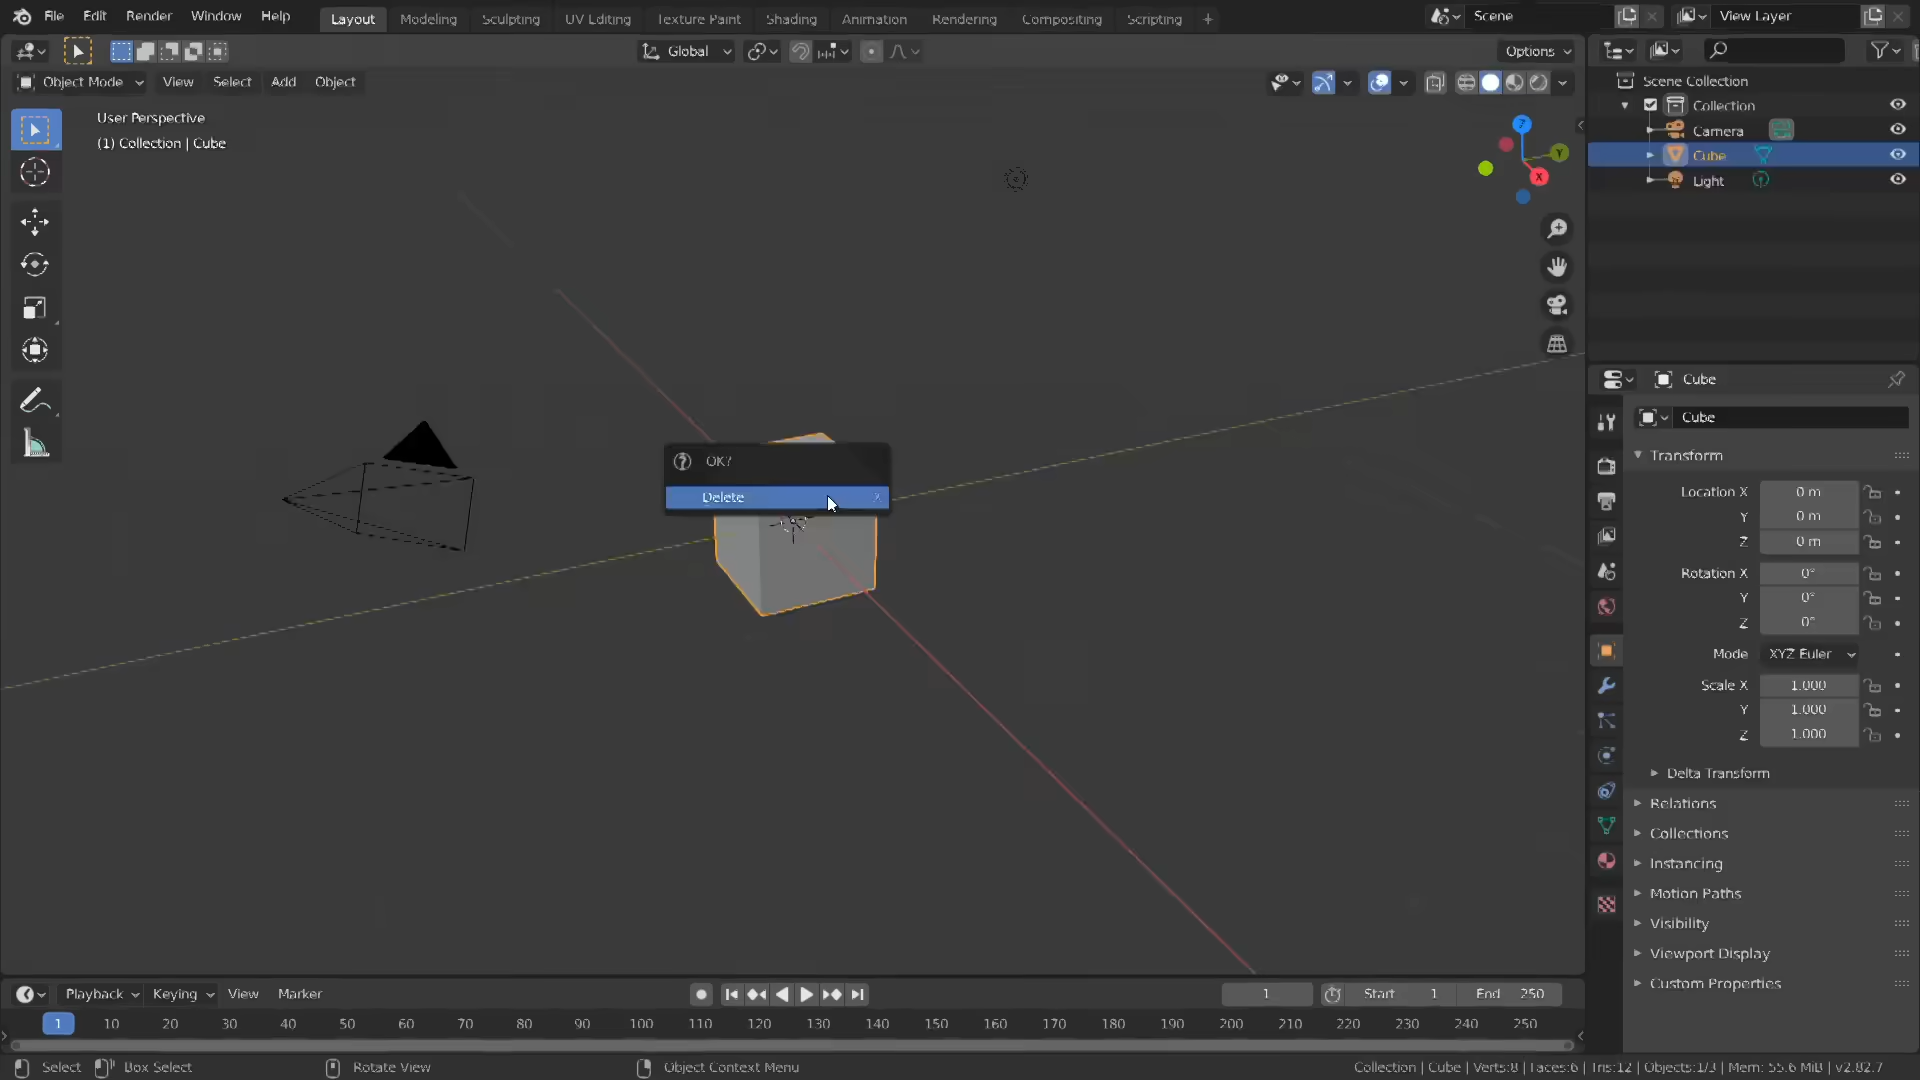 File Edit Render Window Help Layout Modeling Sculpting UV Editing Texture Paint Shading Animation Rendering Compositing Scripting + Scene View Layer
Global Options
Object Mode View Select Add Object
User Perspective
(1) Collection | Cube
Z
Y
X
Scene Collection
Collection
Camera
Cube
Light
OK?
Delete X
Cube
Cube
Transform
Location X 0 m
Y 0 m
Z 0 m
Rotation X 0°
Y 0°
Z 0°
Mode XYZ Euler
Scale X 1.000
Y 1.000
Z 1.000
Delta Transform
Relations
Collections
Instancing
Motion Paths
Visibility
Viewport Display
Custom Properties
Playback Keying View Marker 1 Start 1 End 250
1 10 20 30 40 50 60 70 80 90 100 110 120 130 140 150 160 170 180 190 200 210 220 230 240 250
Select Box Select Rotate View Object Context Menu Collection | Cube | Verts:8 | Faces:6 | Tris:12 | Objects:1/3 | Mem: 55.6 MiB | v2.82.7